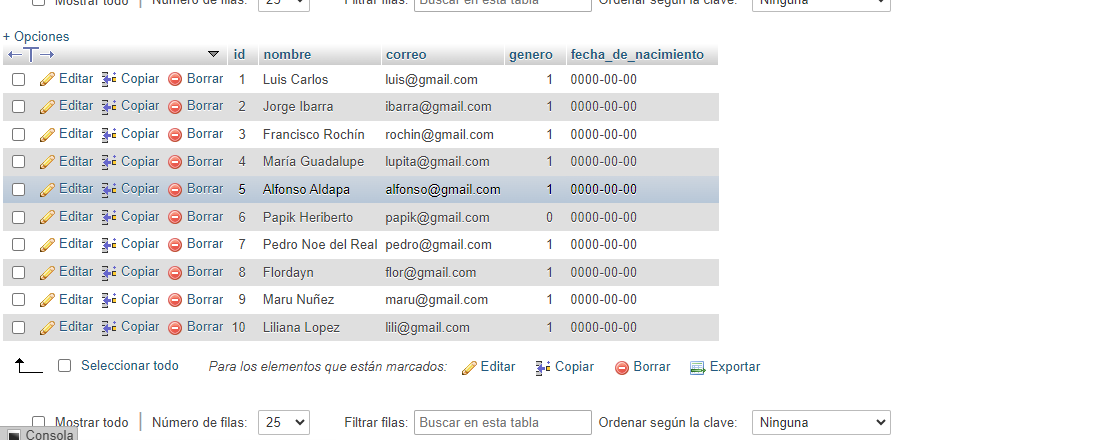 Mostrar todo | Número de filas: 25 Filtrar filas: Buscar en esta tabla Ordenar según la clave: Ninguna
+ Opciones
←T→ id nombre correo genero fecha_de_nacimiento
Editar Copiar Borrar 1 Luis Carlos luis@gmail.com 1 0000-00-00
Editar Copiar Borrar 2 Jorge Ibarra ibarra@gmail.com 1 0000-00-00
Editar Copiar Borrar 3 Francisco Rochín rochin@gmail.com 1 0000-00-00
Editar Copiar Borrar 4 María Guadalupe lupita@gmail.com 1 0000-00-00
Editar Copiar Borrar 5 Alfonso Aldapa alfonso@gmail.com 1 0000-00-00
Editar Copiar Borrar 6 Papik Heriberto papik@gmail.com 0 0000-00-00
Editar Copiar Borrar 7 Pedro Noe del Real pedro@gmail.com 1 0000-00-00
Editar Copiar Borrar 8 Flordayn flor@gmail.com 1 0000-00-00
Editar Copiar Borrar 9 Maru Nuñez maru@gmail.com 1 0000-00-00
Editar Copiar Borrar 10 Liliana Lopez lili@gmail.com 1 0000-00-00
Seleccionar todo Para los elementos que están marcados: Editar Copiar Borrar Exportar
Mostrar todo | Número de filas: 25 Filtrar filas: Buscar en esta tabla Ordenar según la clave: Ninguna
Consola